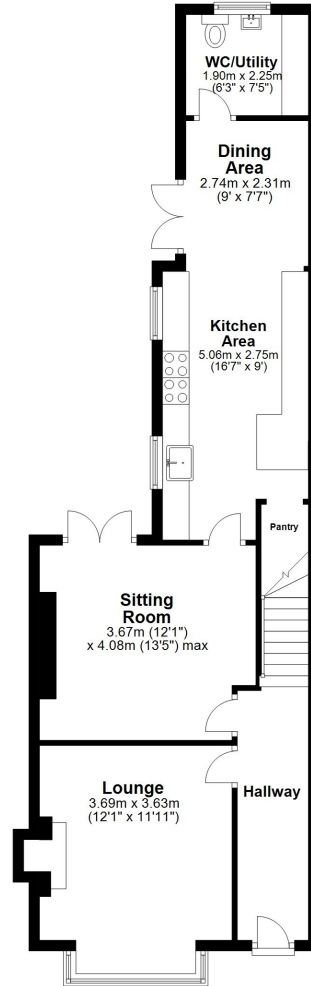 WC/Utility
1.90m x 2.25m
(6'3" x 7'5")
Dining
Area
2.74m x 2.31m
(9' x 7'7")
Kitchen
Area
5.06m x 2.75m
(16'7" x 9')
Pantry
Sitting
Room
3.67m (12'1")
x 4.08m (13'5") max
Lounge
3.69m x 3.63m
(12'1" x 11'11")
Hallway